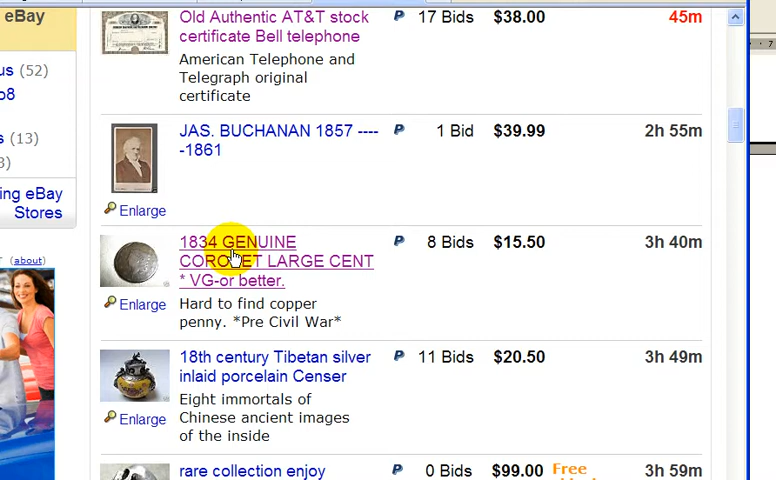 eBay
us (52)
o8
s (13)
3)
ing eBay
Stores
(about)
Old Authentic AT&T stock
certificate Bell telephone
17 Bids $38.00 45m
American Telephone and
Telegraph original
certificate
JAS. BUCHANAN 1857 ----
-1861
1 Bid $39.99 2h 55m
Enlarge
1834 GENUINE
CORONET LARGE CENT
* VG-or better.
8 Bids $15.50 3h 40m
Hard to find copper
penny. *Pre Civil War*
Enlarge
18th century Tibetan silver
inlaid porcelain Censer
11 Bids $20.50 3h 49m
Eight immortals of
Chinese ancient images
of the inside
Enlarge
rare collection enjoy
0 Bids $99.00 Free 3h 59m
7